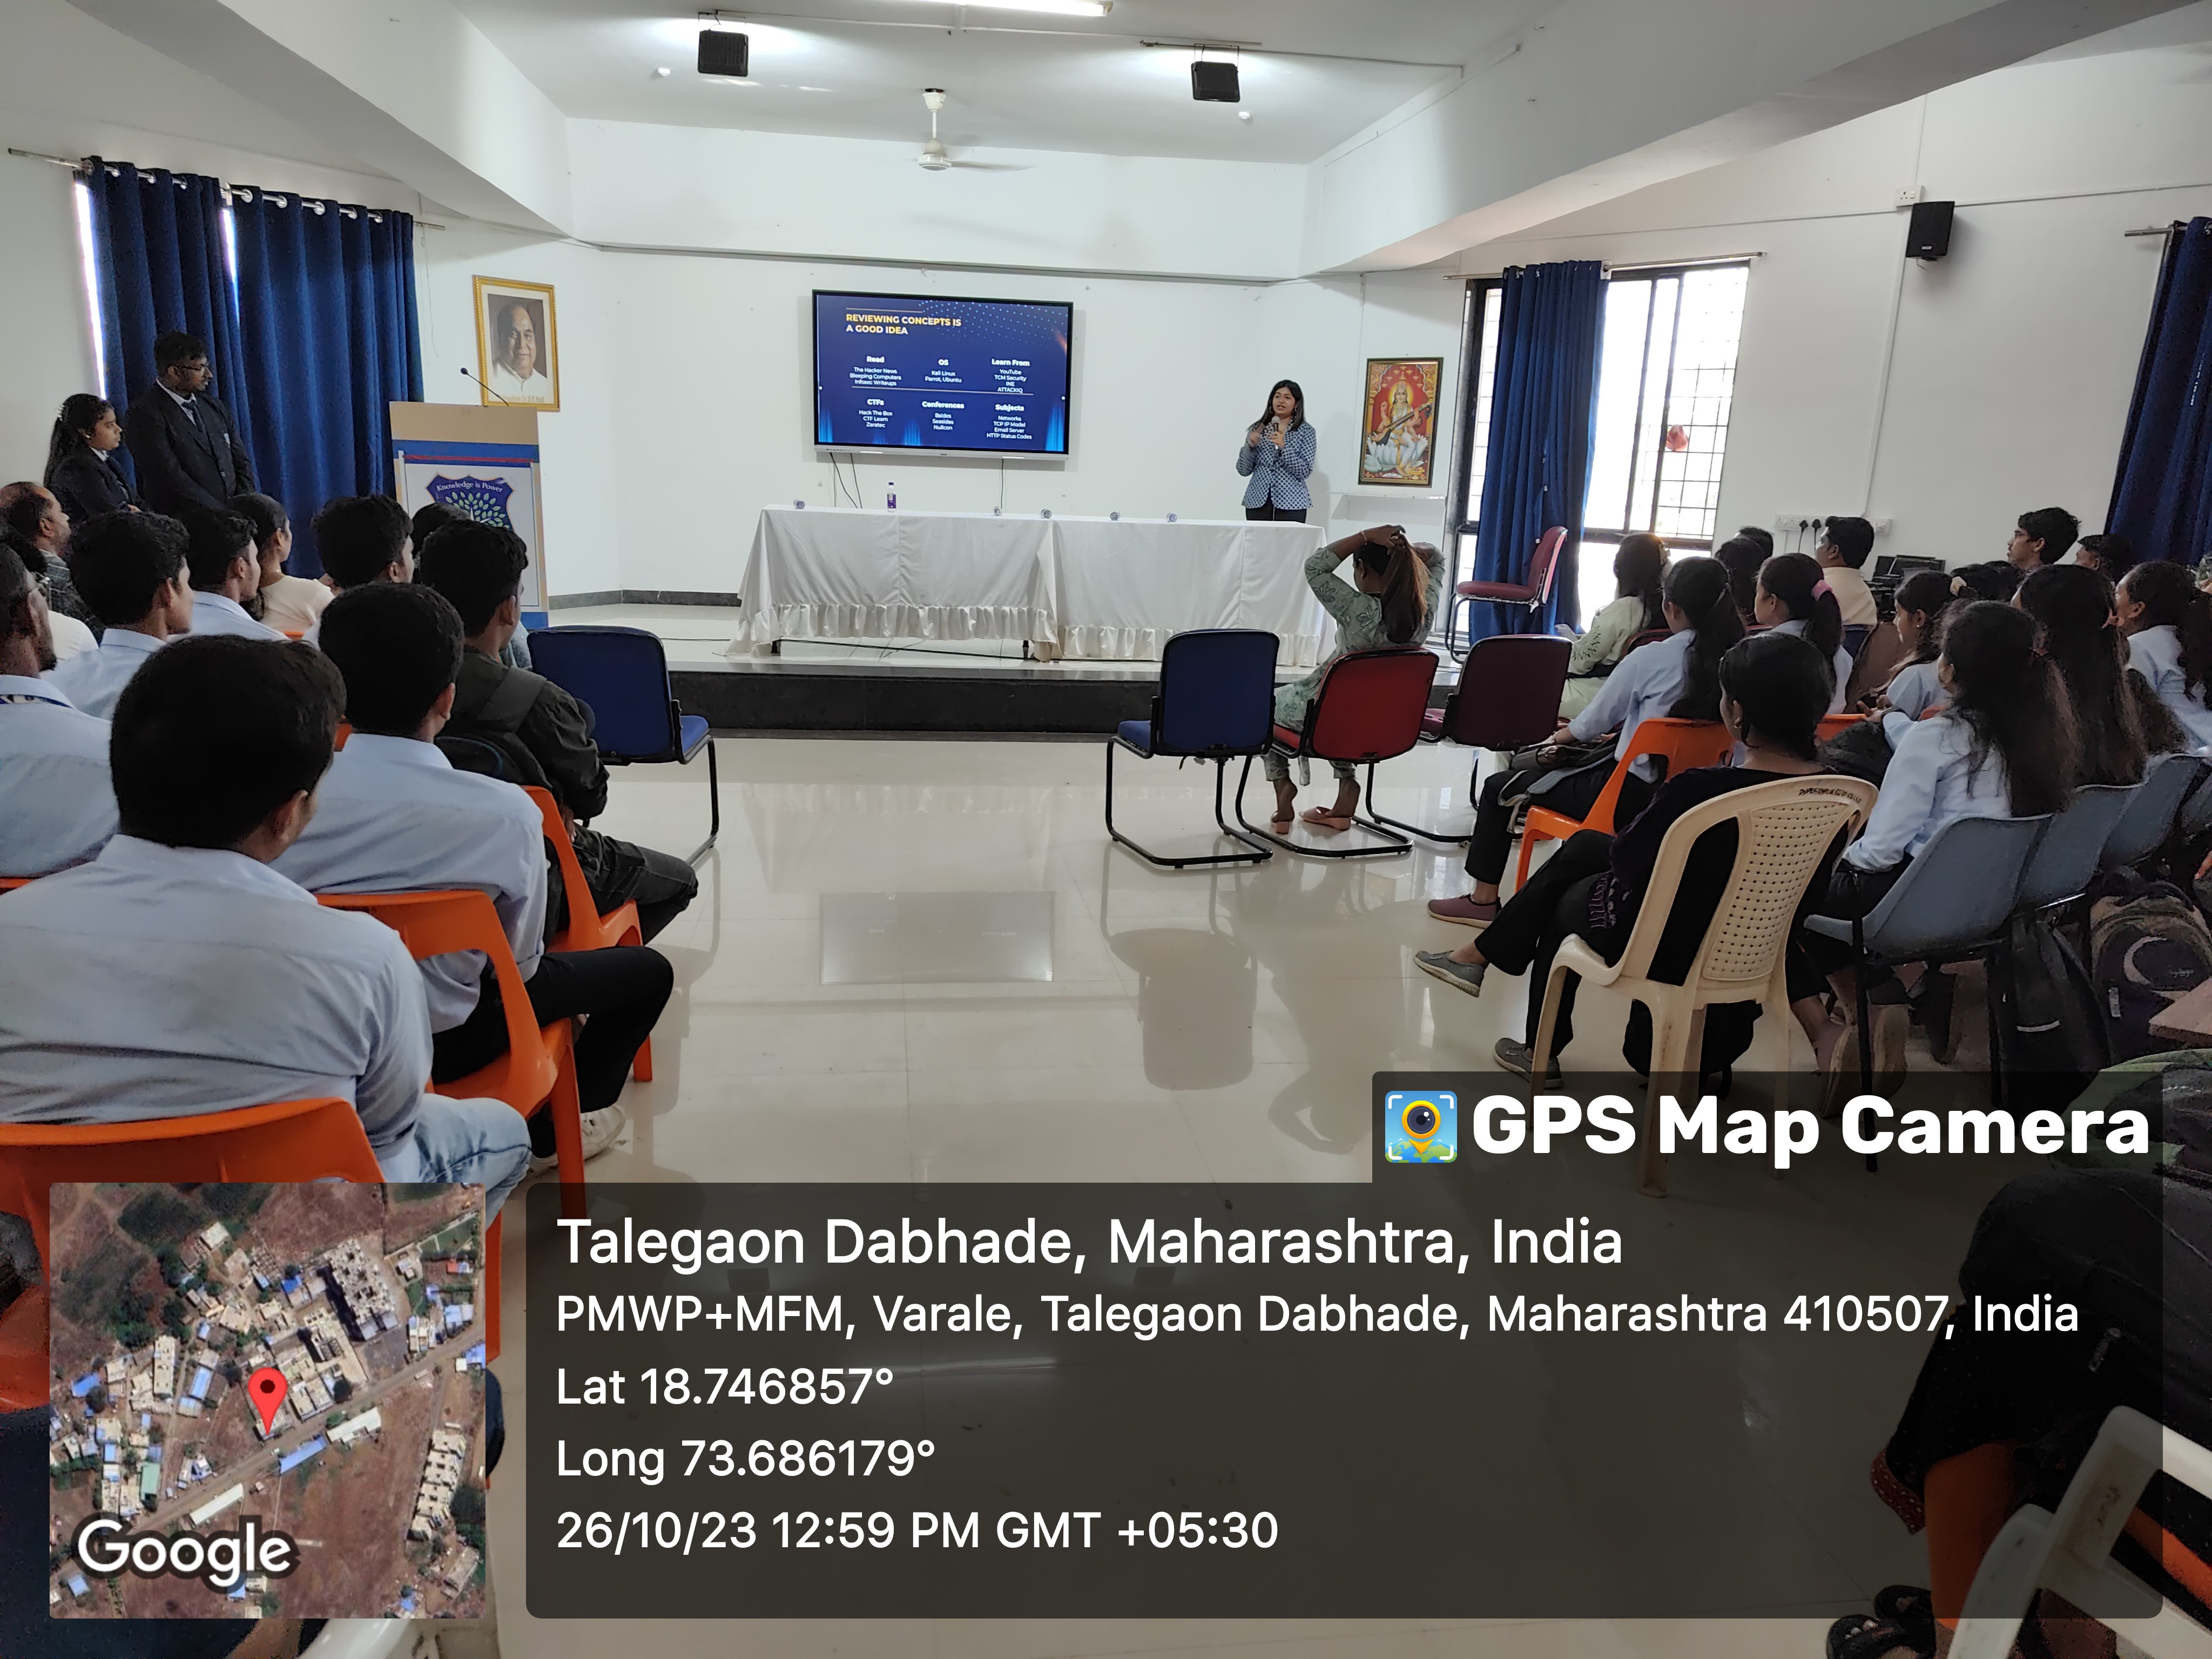 REVIEWING CONCEPTS IS
A GOOD IDEA
Read
The Hacker News
Bleeping Computers
Infosec Writeups
OS
Kali Linux
Parrot, Ubuntu
Learn From
YouTube
TCM Security
INE
ATTACKIQ
CTFs
Hack The Box
CTF Learn
Zeratec
Conferences
Bsides
Seasides
Nullcon
Subjects
Networks
TCP IP Model
Email Server
HTTP Status Codes
Knowledge is Power
GPS Map Camera
Talegaon Dabhade, Maharashtra, India
PMWP+MFM, Varale, Talegaon Dabhade, Maharashtra 410507, India
Lat 18.746857°
Long 73.686179°
26/10/23 12:59 PM GMT +05:30
Google